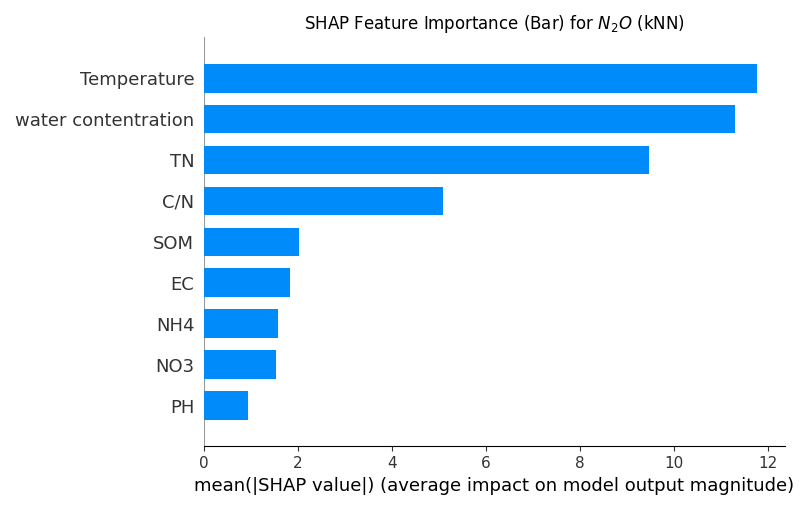 SHAP Feature Importance (Bar) for N₂O (kNN)
Temperature
water contentration
TN
C/N
SOM
EC
NH4
NO3
PH
0 2 4 6 8 10 12
mean(|SHAP value|) (average impact on model output magnitude)